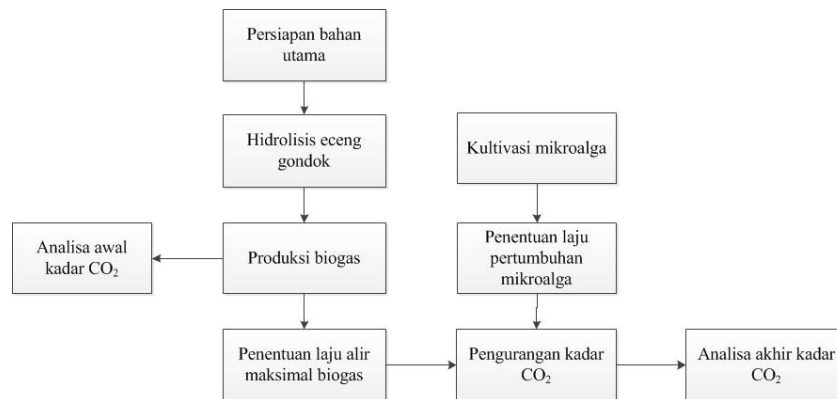 Persiapan bahan
utama
Hidrolisis eceng
gondok
Kultivasi mikroalga
Analisa awal
kadar CO₂
Produksi biogas
Penentuan laju
pertumbuhan
mikroalga
Penentuan laju alir
maksimal biogas
Pengurangan kadar
CO₂
Analisa akhir kadar
CO₂